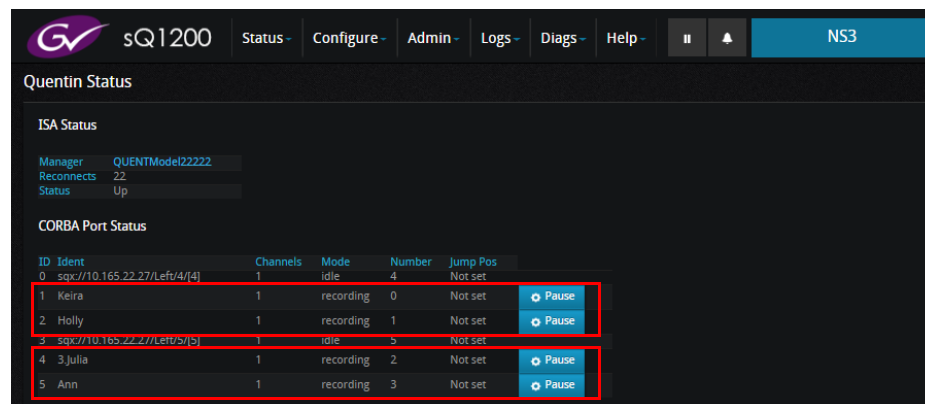 GV sQ1200 Status Configure Admin Logs Diags Help NS3
Quentin Status
ISA Status
Manager QUENTModel22222
Reconnects 22
Status Up
CORBA Port Status
ID Ident Channels Mode Number Jump Pos
0 sqx://10.165.22.27/Left/4/[4] 1 idle 4 Not set
1 Keira 1 recording 0 Not set Pause
2 Holly 1 recording 1 Not set Pause
3 sqx://10.165.22.27/Left/5/[5] 1 idle 5 Not set
4 3.Julia 1 recording 2 Not set Pause
5 Ann 1 recording 3 Not set Pause